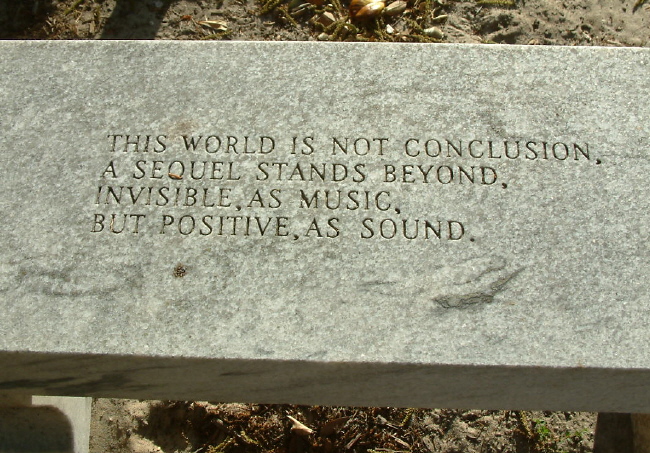 THIS WORLD IS NOT CONCLUSION,
A SEQUEL STANDS BEYOND,
INVISIBLE, AS MUSIC,
BUT POSITIVE, AS SOUND.